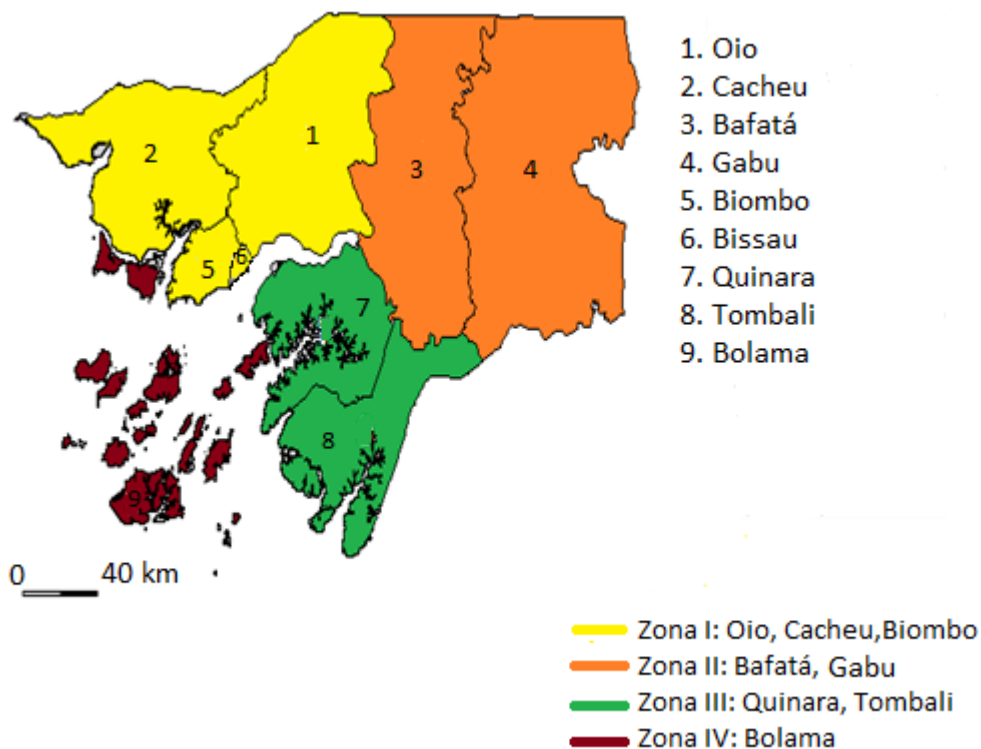 1. Oio
2. Cacheu
3. Bafatá
4. Gabu
5. Biombo
6. Bissau
7. Quinara
8. Tombali
9. Bolama
1
2
3
4
5
6
7
8
9
0 40 km
Zona I: Oio, Cacheu,Biombo
Zona II: Bafatá, Gabu
Zona III: Quinara, Tombali
Zona IV: Bolama